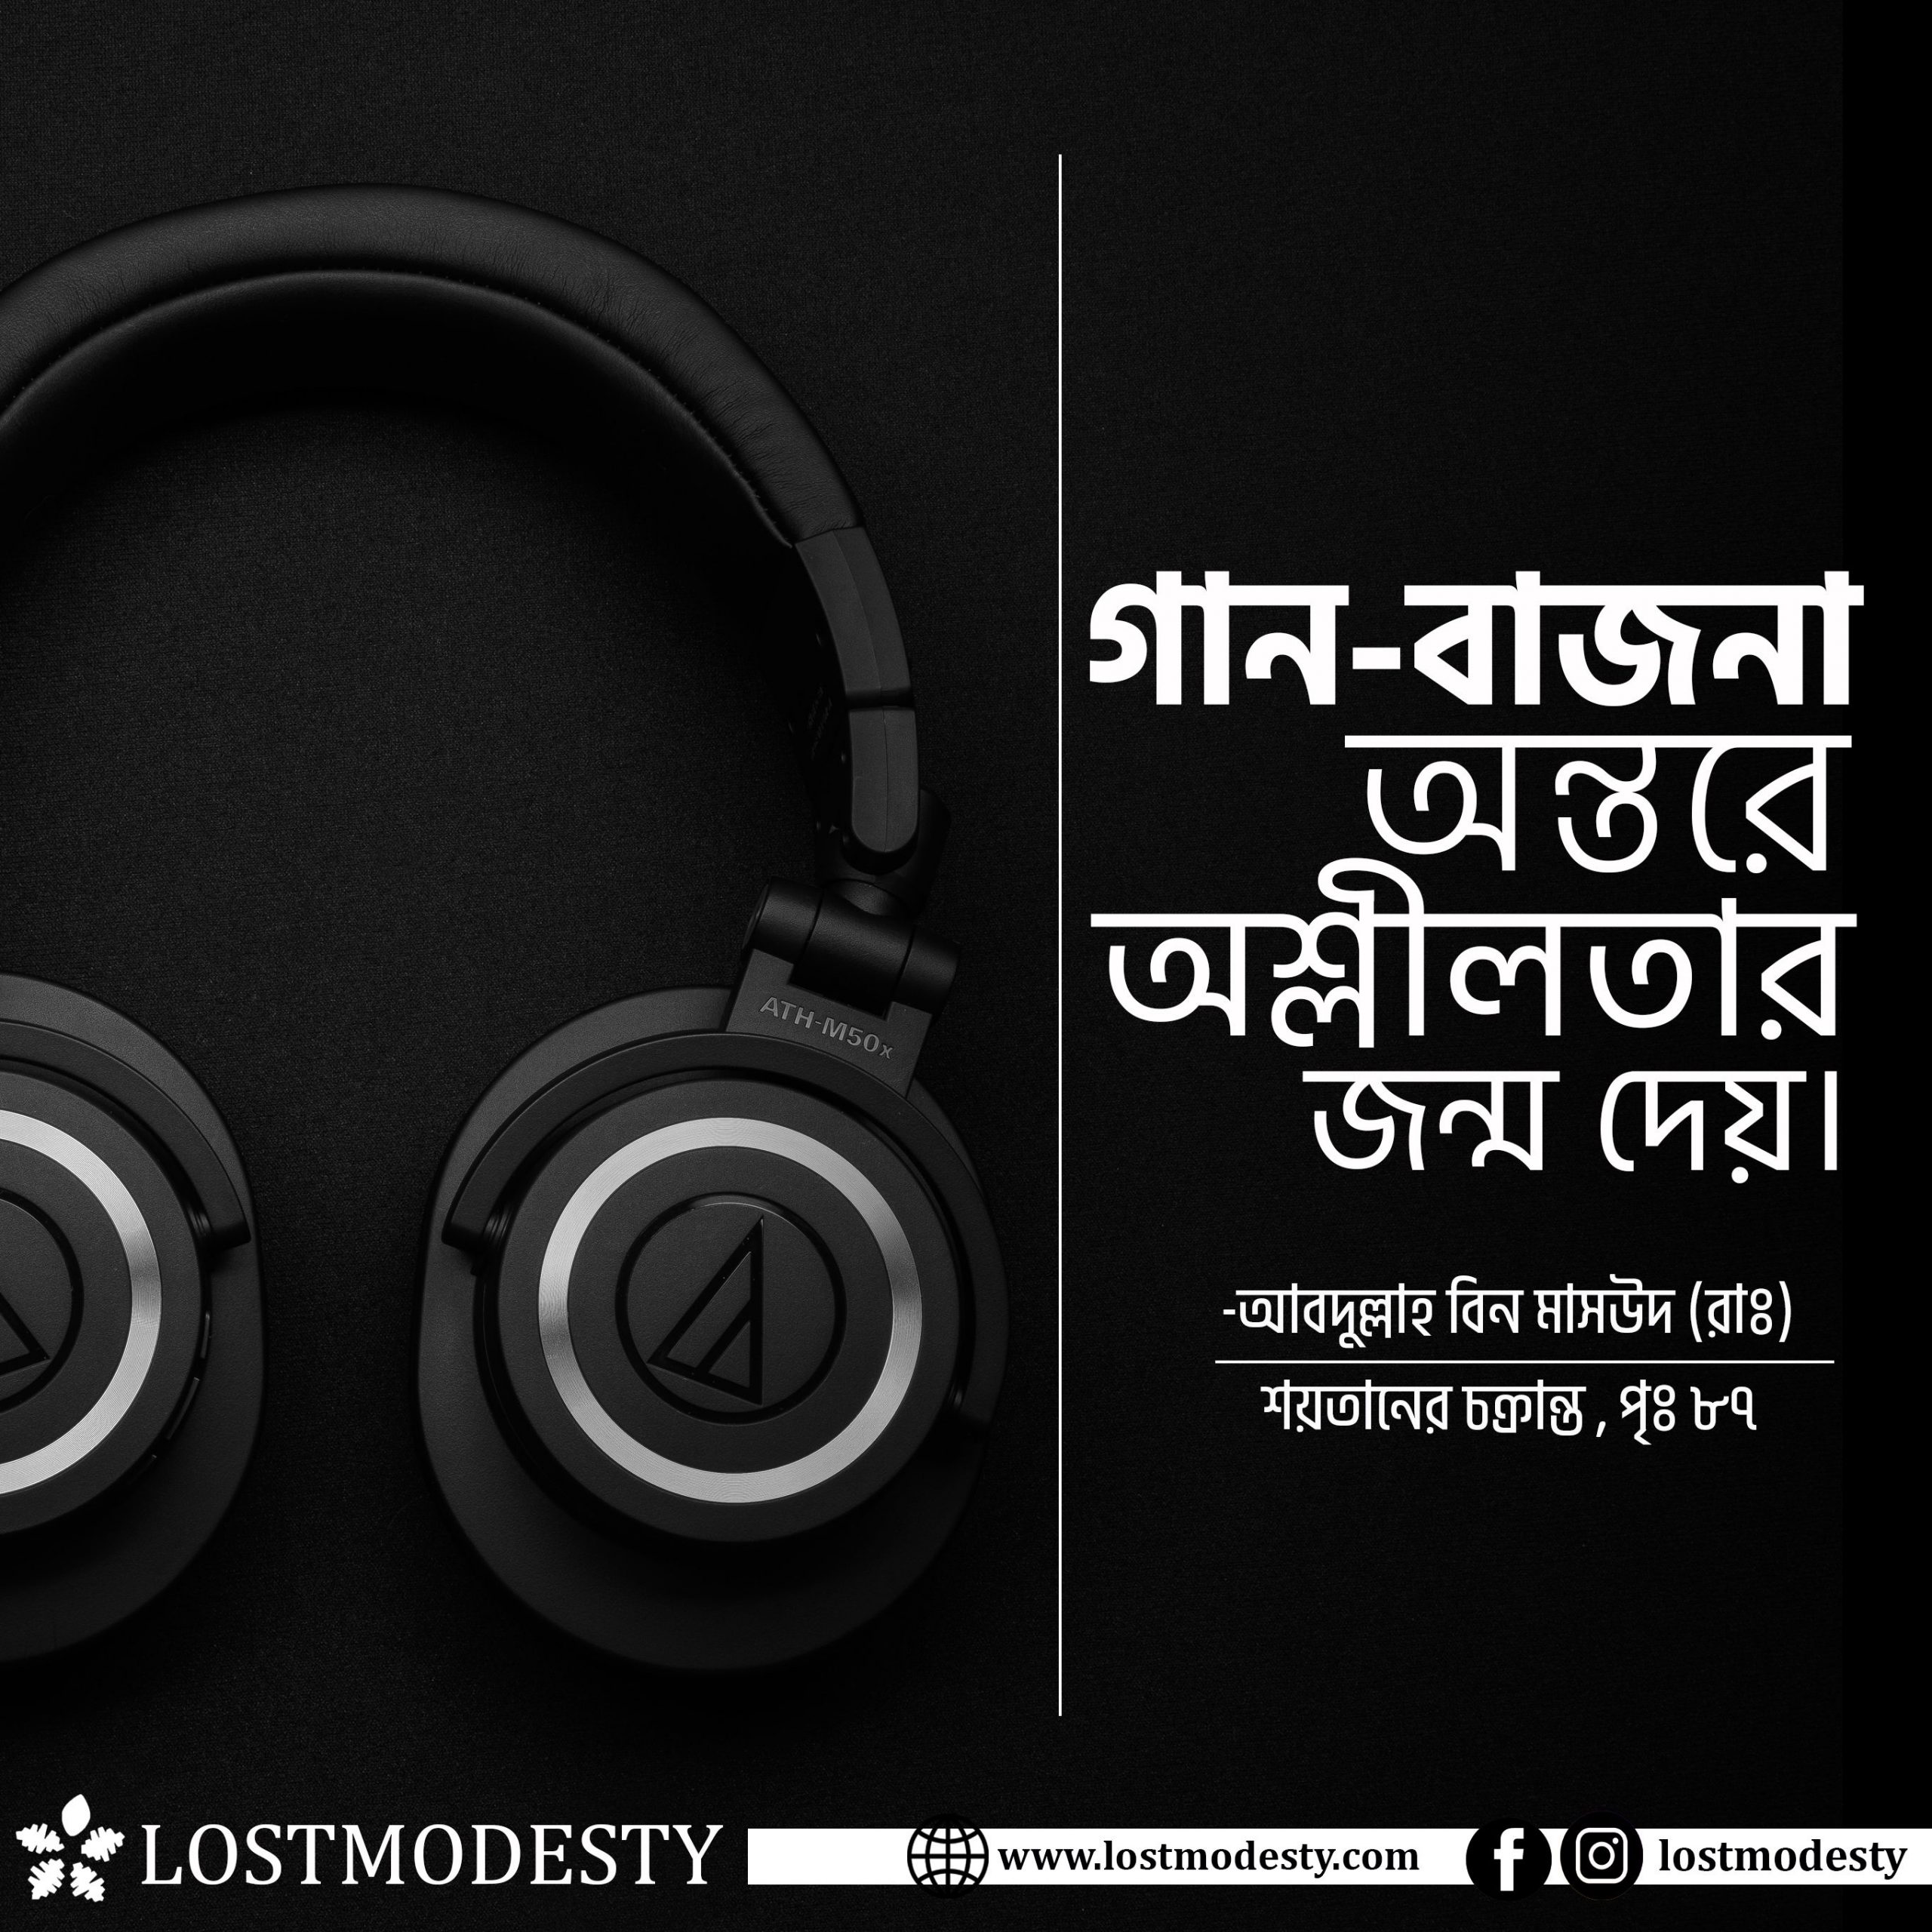 গান-বাজনা
অন্তরে
অশ্লীলতার
জন্ম দেয়।
-আবদুল্লাহ বিন মাসউদ (রাঃ)
শয়তানের চক্রান্ত , পৃঃ ৮৭
ATH-M50x
LOSTMODESTY www.lostmodesty.com lostmodesty